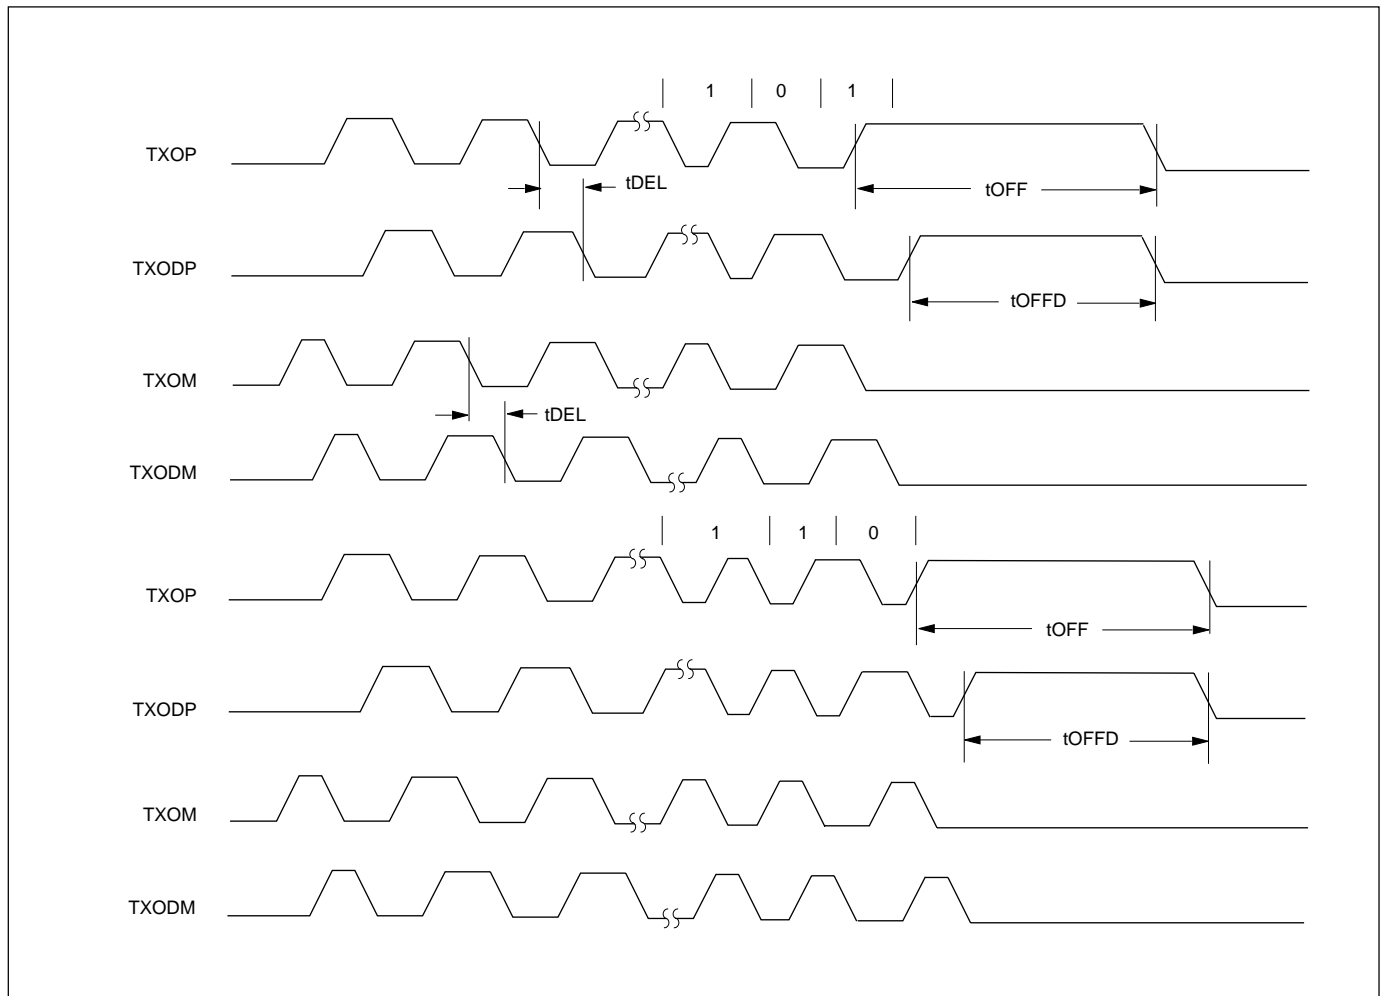 1 0 1
TXOP
tDEL
tOFF
TXODP
tOFFD
TXOM
tDEL
TXODM
1 1 0
TXOP
tOFF
TXODP
tOFFD
TXOM
TXODM